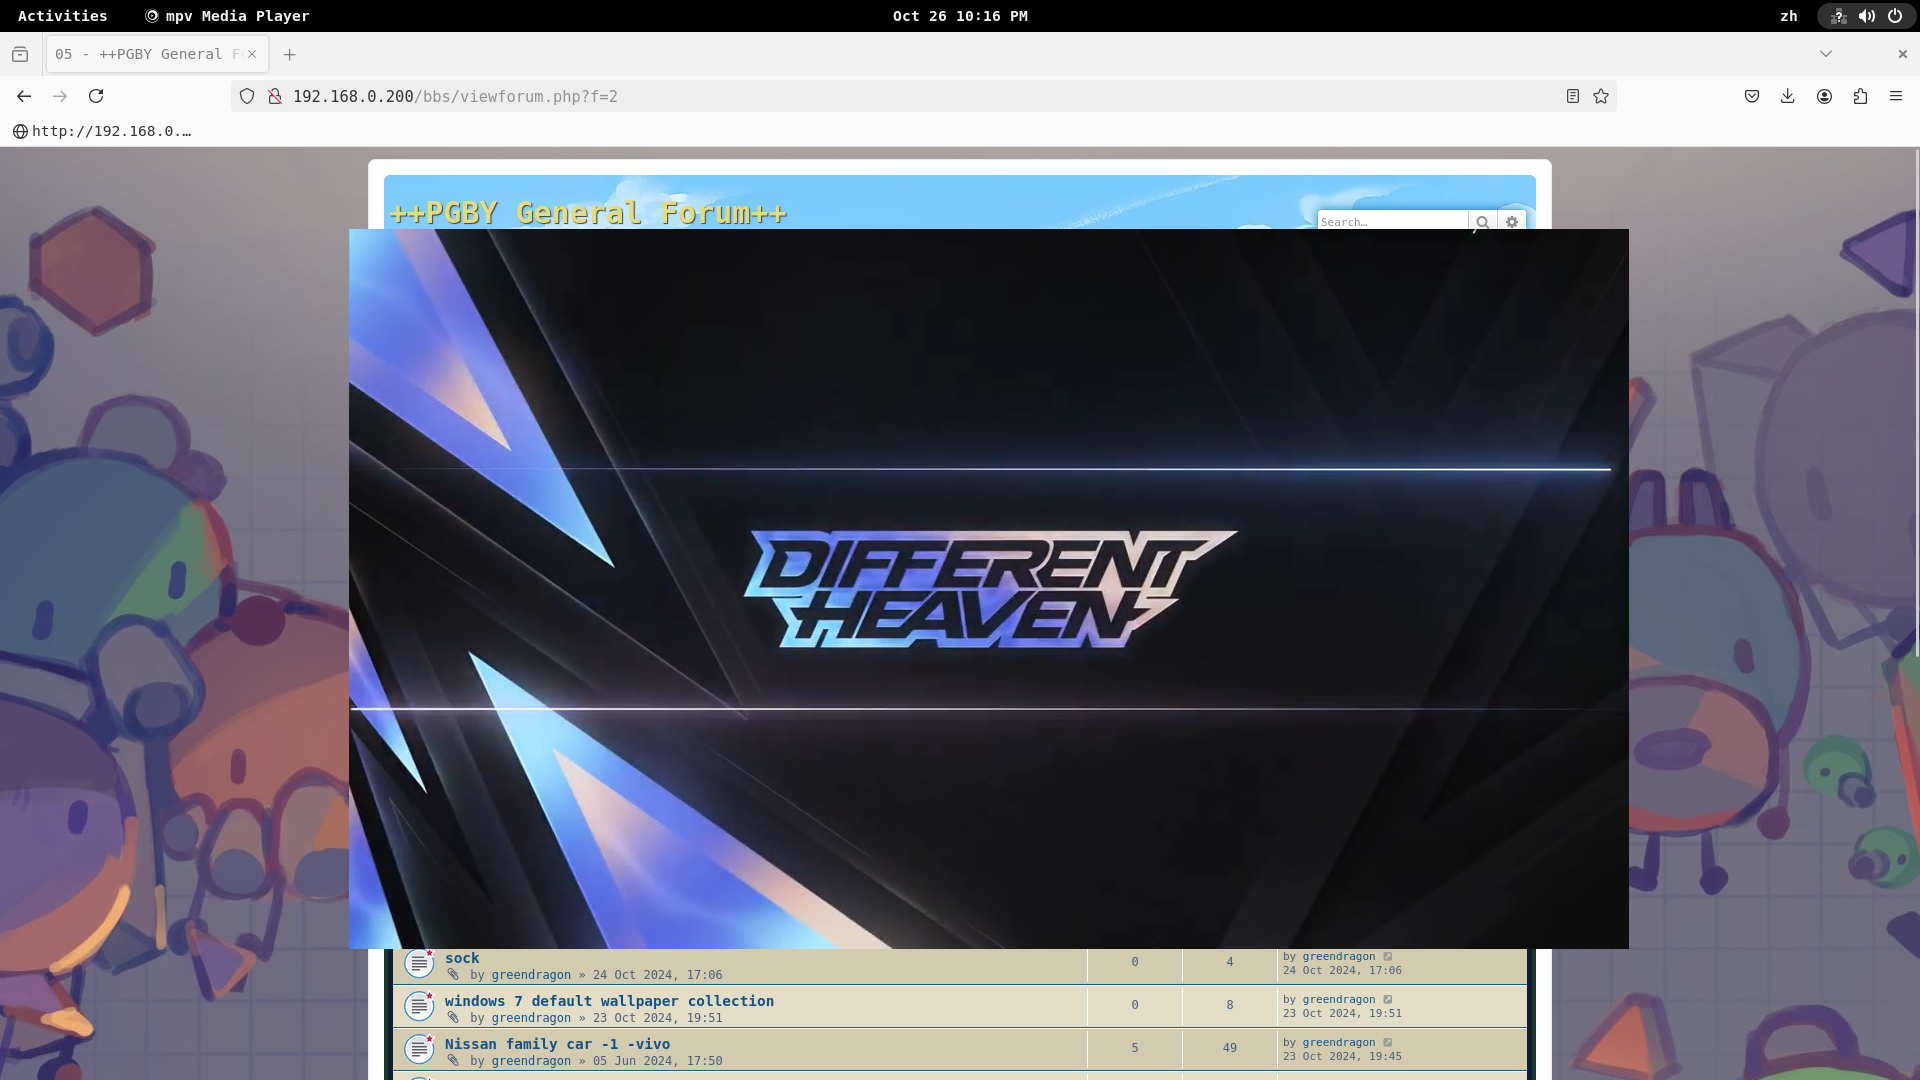 Activities
mpv Media Player
Oct 26 10:16 PM
zh
05 - ++PGBY General F
192.168.0.200/bbs/viewforum.php?f=2
http://192.168.0.…
++PGBY General Forum++
Search…
DIFFERENT
HEAVEN
sock
by greendragon » 24 Oct 2024, 17:06
0
4
by greendragon
24 Oct 2024, 17:06
windows 7 default wallpaper collection
by greendragon » 23 Oct 2024, 19:51
0
8
by greendragon
23 Oct 2024, 19:51
Nissan family car -1 -vivo
by greendragon » 05 Jun 2024, 17:50
5
49
by greendragon
23 Oct 2024, 19:45